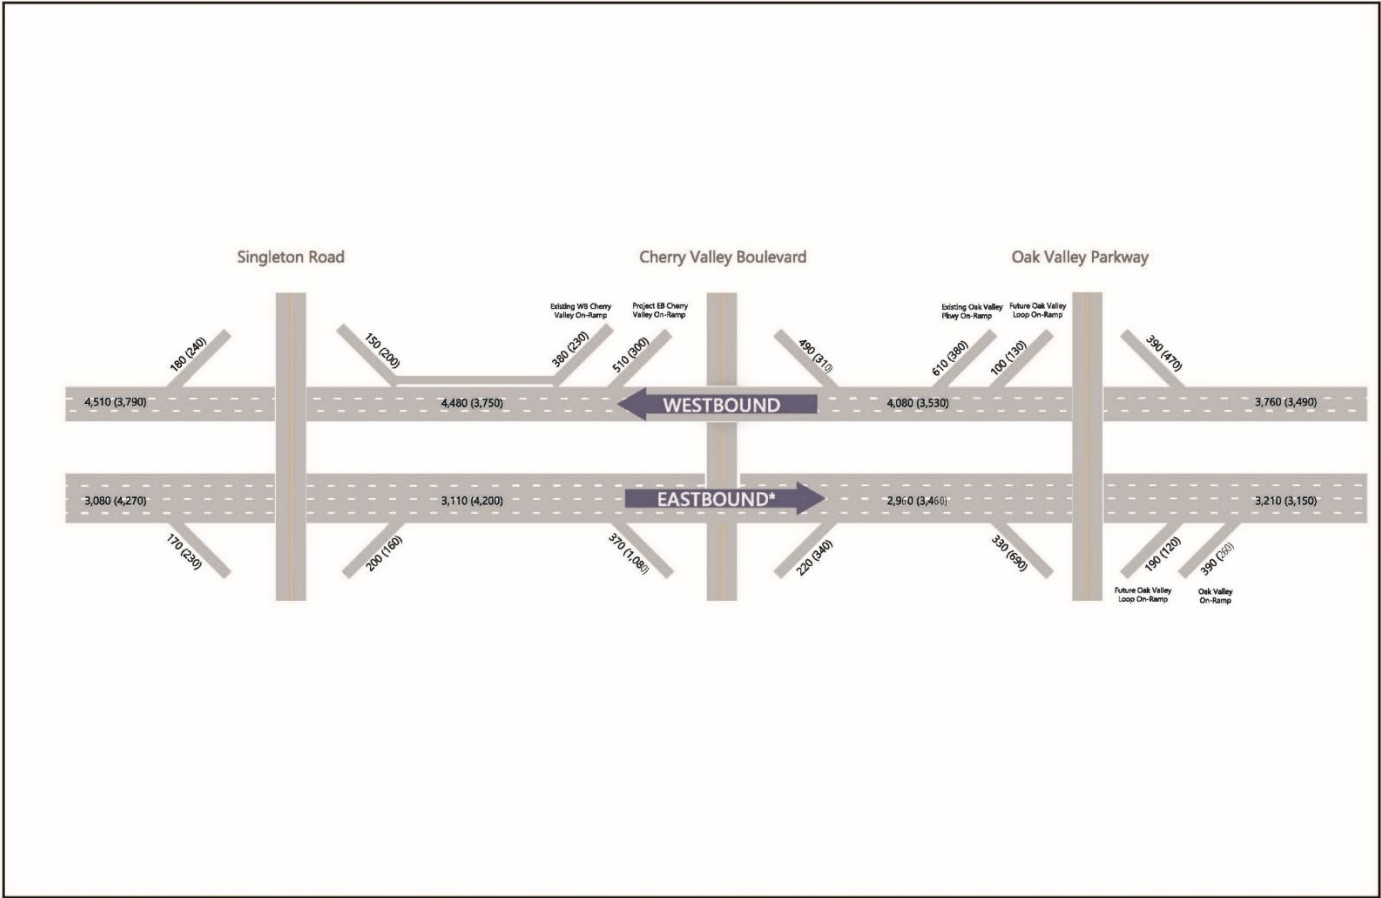 Singleton Road
Cherry Valley Boulevard
Oak Valley Parkway
Existing WB Cherry
Valley On-Ramp
Project EB Cherry
Valley On-Ramp
Existing Oak Valley
Pkwy On-Ramp
Future Oak Valley
Loop On-Ramp
180 (240)
150 (200)
380 (230)
510 (300)
490 (310)
610 (380)
100 (130)
390 (470)
4,510 (3,790)
4,480 (3,750)
WESTBOUND
4,080 (3,530)
3,760 (3,490)
3,080 (4,270)
3,110 (4,200)
EASTBOUND*
2,960 (3,460)
3,210 (3,150)
170 (230)
200 (160)
370 (1,080)
220 (340)
330 (690)
190 (120)
390 (260)
Future Oak Valley
Loop On-Ramp
Oak Valley
On-Ramp